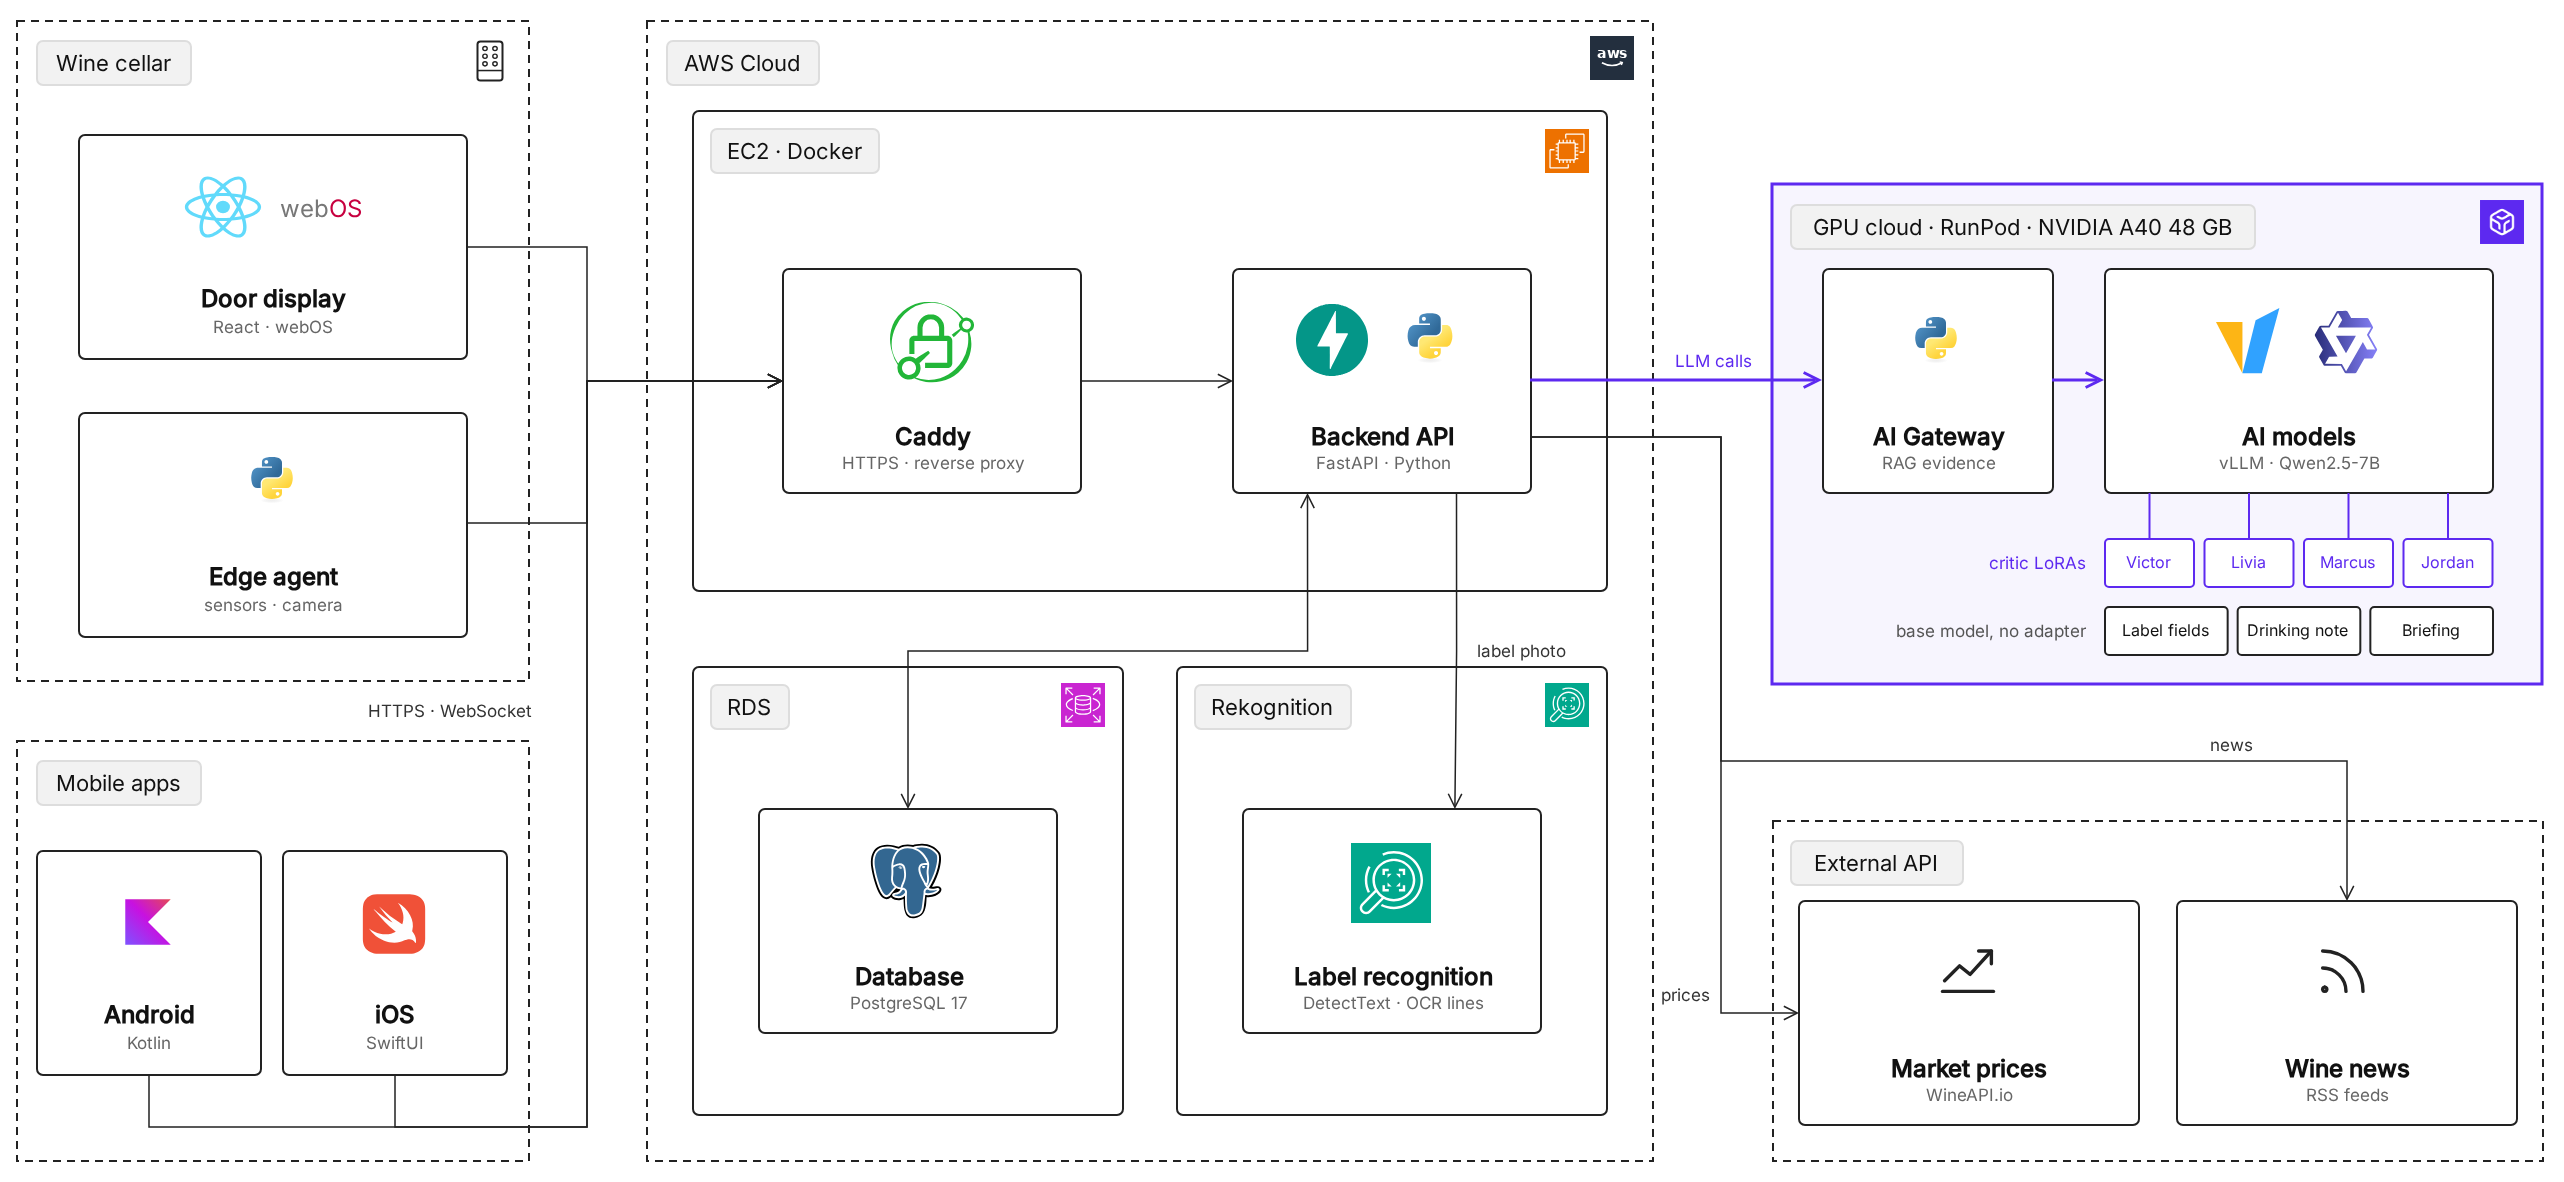 Wine cellar
webOS
Door display
React · webOS
Edge agent
sensors · camera
HTTPS · WebSocket
Mobile apps
Android
Kotlin
iOS
SwiftUI
AWS Cloud
aws
EC2 · Docker
Caddy
HTTPS · reverse proxy
Backend API
FastAPI · Python
label photo
RDS
Database
PostgreSQL 17
Rekognition
Label recognition
DetectText · OCR lines
LLM calls
GPU cloud · RunPod · NVIDIA A40 48 GB
AI Gateway
RAG evidence
AI models
vLLM · Qwen2.5-7B
critic LoRAs
Victor
Livia
Marcus
Jordan
base model, no adapter
Label fields
Drinking note
Briefing
news
prices
External API
Market prices
WineAPI.io
Wine news
RSS feeds